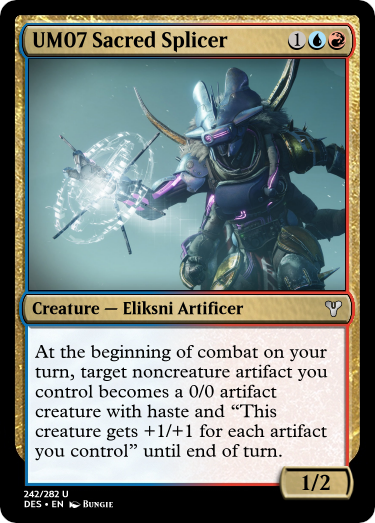 UM07 Sacred Splicer 1
Creature — Eliksni Artificer
At the beginning of combat on your
turn, target noncreature artifact you
control becomes a 0/0 artifact
creature with haste and “This
creature gets +1/+1 for each artifact
you control” until end of turn.
1/2
242/282 U
DES • EN Bungie